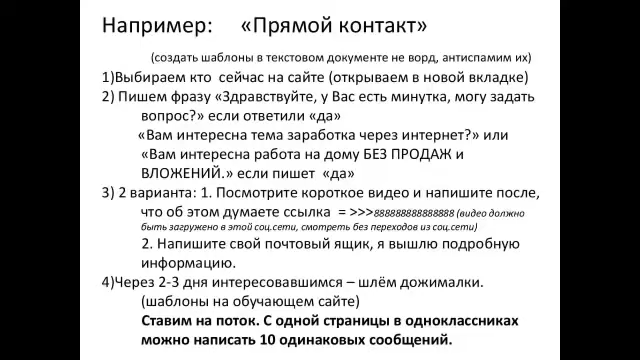 Например: «Прямой контакт»
(создать шаблоны в текстовом документе не ворд, антиспамим их)
1)Выбираем кто сейчас на сайте (открываем в новой вкладке)
2) Пишем фразу «Здравствуйте, у Вас есть минутка, могу задать
вопрос?» если ответили «да»
«Вам интересна тема заработка через интернет?» или
«Вам интересна работа на дому БЕЗ ПРОДАЖ и
ВЛОЖЕНИЙ.» если пишет «да»
3) 2 варианта: 1. Посмотрите короткое видео и напишите после,
что об этом думаете ссылка = >>>888888888888888 (видео должно
быть загружено в этой соц.сети, смотреть без переходов из соц.сети)
2. Напишите свой почтовый ящик, я вышлю подробную
информацию.
4)Через 2-3 дня интересовавшимся – шлём дожималки.
(шаблоны на обучающем сайте)
Ставим на поток. С одной страницы в одноклассниках
можно написать 10 одинаковых сообщений.